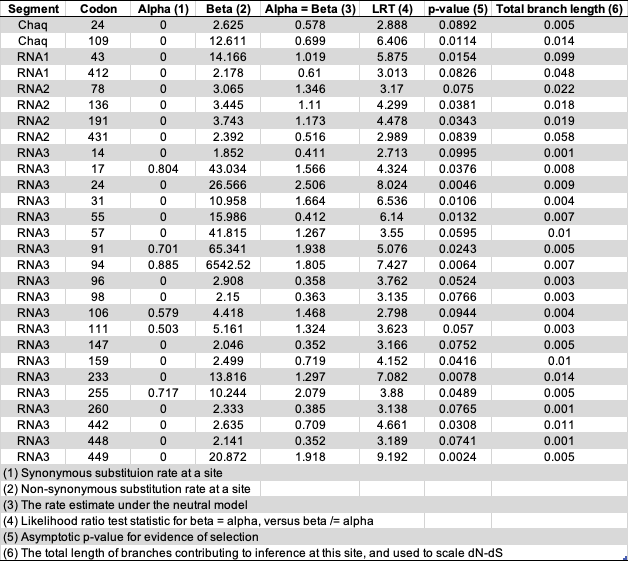 Segment Codon Alpha (1) Beta (2) Alpha = Beta (3) LRT (4) p-value (5) Total branch length (6)
Chaq 24 0 2.625 0.578 2.888 0.0892 0.005
Chaq 109 0 12.611 0.699 6.406 0.0114 0.014
RNA1 43 0 14.166 1.019 5.875 0.0154 0.099
RNA1 412 0 2.178 0.61 3.013 0.0826 0.048
RNA2 78 0 3.065 1.346 3.17 0.075 0.022
RNA2 136 0 3.445 1.11 4.299 0.0381 0.018
RNA2 191 0 3.743 1.173 4.478 0.0343 0.019
RNA2 431 0 2.392 0.516 2.989 0.0839 0.058
RNA3 14 0 1.852 0.411 2.713 0.0995 0.001
RNA3 17 0.804 43.034 1.566 4.324 0.0376 0.008
RNA3 24 0 26.566 2.506 8.024 0.0046 0.009
RNA3 31 0 10.958 1.664 6.536 0.0106 0.004
RNA3 55 0 15.986 0.412 6.14 0.0132 0.007
RNA3 57 0 41.815 1.267 3.55 0.0595 0.01
RNA3 91 0.701 65.341 1.938 5.076 0.0243 0.005
RNA3 94 0.885 6542.52 1.805 7.427 0.0064 0.007
RNA3 96 0 2.908 0.358 3.762 0.0524 0.003
RNA3 98 0 2.15 0.363 3.135 0.0766 0.003
RNA3 106 0.579 4.418 1.468 2.798 0.0944 0.004
RNA3 111 0.503 5.161 1.324 3.623 0.057 0.003
RNA3 147 0 2.046 0.352 3.166 0.0752 0.005
RNA3 159 0 2.499 0.719 4.152 0.0416 0.01
RNA3 233 0 13.816 1.297 7.082 0.0078 0.014
RNA3 255 0.717 10.244 2.079 3.88 0.0489 0.005
RNA3 260 0 2.333 0.385 3.138 0.0765 0.001
RNA3 442 0 2.635 0.709 4.661 0.0308 0.011
RNA3 448 0 2.141 0.352 3.189 0.0741 0.001
RNA3 449 0 20.872 1.918 9.192 0.0024 0.005
(1) Synonymous substituion rate at a site
(2) Non-synonymous substitution rate at a site
(3) The rate estimate under the neutral model
(4) Likelihood ratio test statistic for beta = alpha, versus beta /= alpha
(5) Asymptotic p-value for evidence of selection
(6) The total length of branches contributing to inference at this site, and used to scale dN-dS